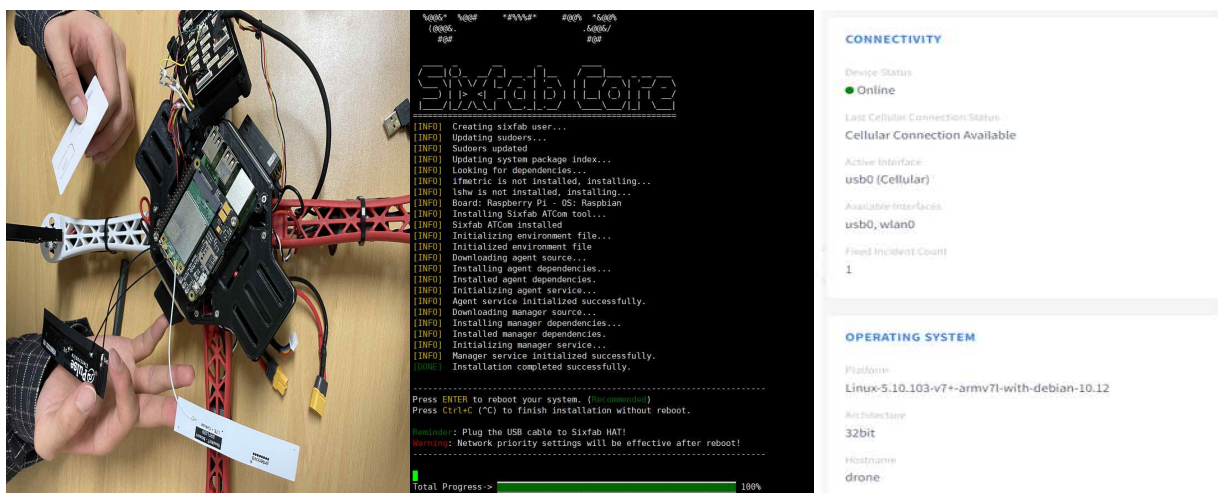 Pulse
%@@&* %@@# *#%%%#* #@@% *&@@%
(@@@&. .&@@&/
#@# #@#
Sixfab Core
[INFO] Creating sixfab user...
[INFO] Updating sudoers...
[INFO] Sudoers updated
[INFO] Updating system package index...
[INFO] Looking for dependencies...
[INFO] ifmetric is not installed, installing...
[INFO] lshw is not installed, installing...
[INFO] Board: Raspberry Pi - OS: Raspbian
[INFO] Installing Sixfab ATCom tool...
[INFO] Sixfab ATCom installed
[INFO] Initializing environment file...
[INFO] Initialized environment file
[INFO] Downloading agent source...
[INFO] Installing agent dependencies...
[INFO] Installed agent dependencies.
[INFO] Initializing agent service...
[INFO] Agent service initialized successfully.
[INFO] Downloading manager source...
[INFO] Installing manager dependencies...
[INFO] Installed manager dependencies.
[INFO] Initializing manager service...
[INFO] Manager service initialized successfully.
[DONE] Installation completed successfully.
Press ENTER to reboot your system. (Recommended)
Press Ctrl+C (^C) to finish installation without reboot.
Reminder: Plug the USB cable to Sixfab HAT!
Warning: Network priority settings will be effective after reboot!
Total Progress-> 100%
CONNECTIVITY
Device Status
Online
Last Cellular Connection Status
Cellular Connection Available
Active Interface
usb0 (Cellular)
Available Interfaces
usb0, wlan0
Fixed Incident Count
1
OPERATING SYSTEM
Platform
Linux-5.10.103-v7+-armv7l-with-debian-10.12
Architecture
32bit
Hostname
drone